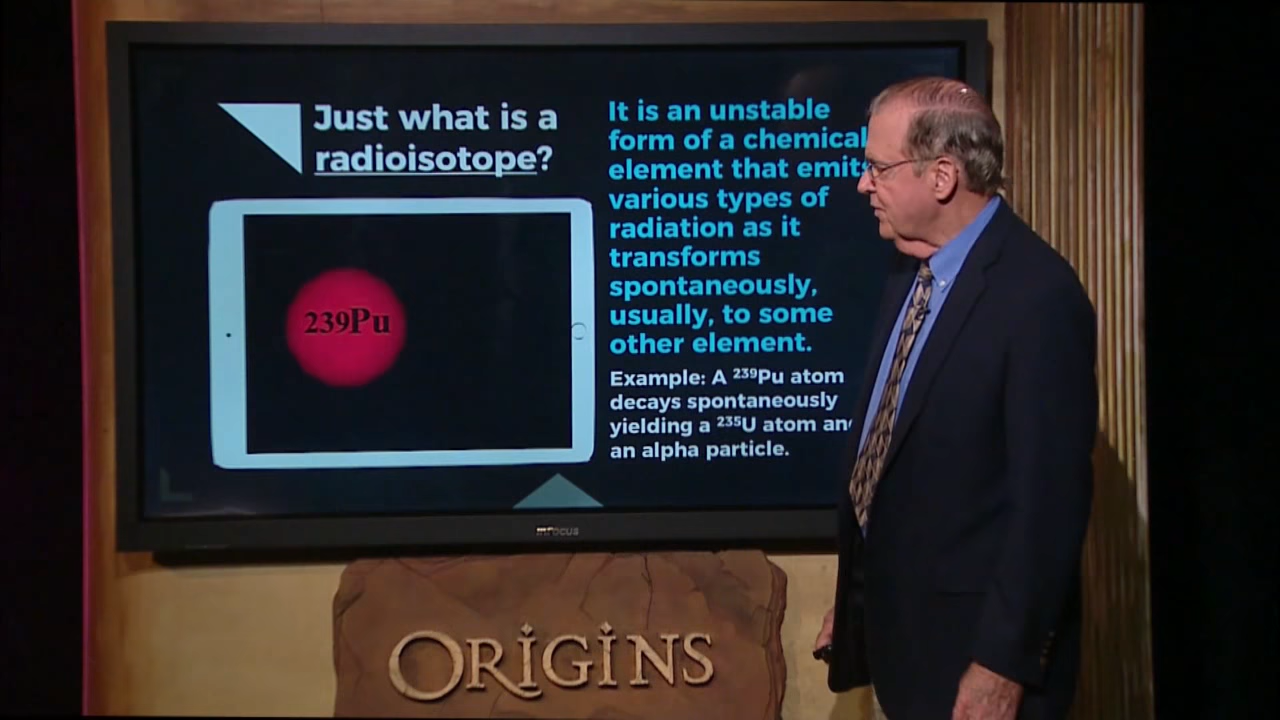 Just what is a
radioisotope?
239Pu
It is an unstable
form of a chemical
element that emits
various types of
radiation as it
transforms
spontaneously,
usually, to some
other element.
Example: A ²³⁹Pu atom
decays spontaneously
yielding a ²³⁵U atom an
an alpha particle.
InFocus
ORIGINS